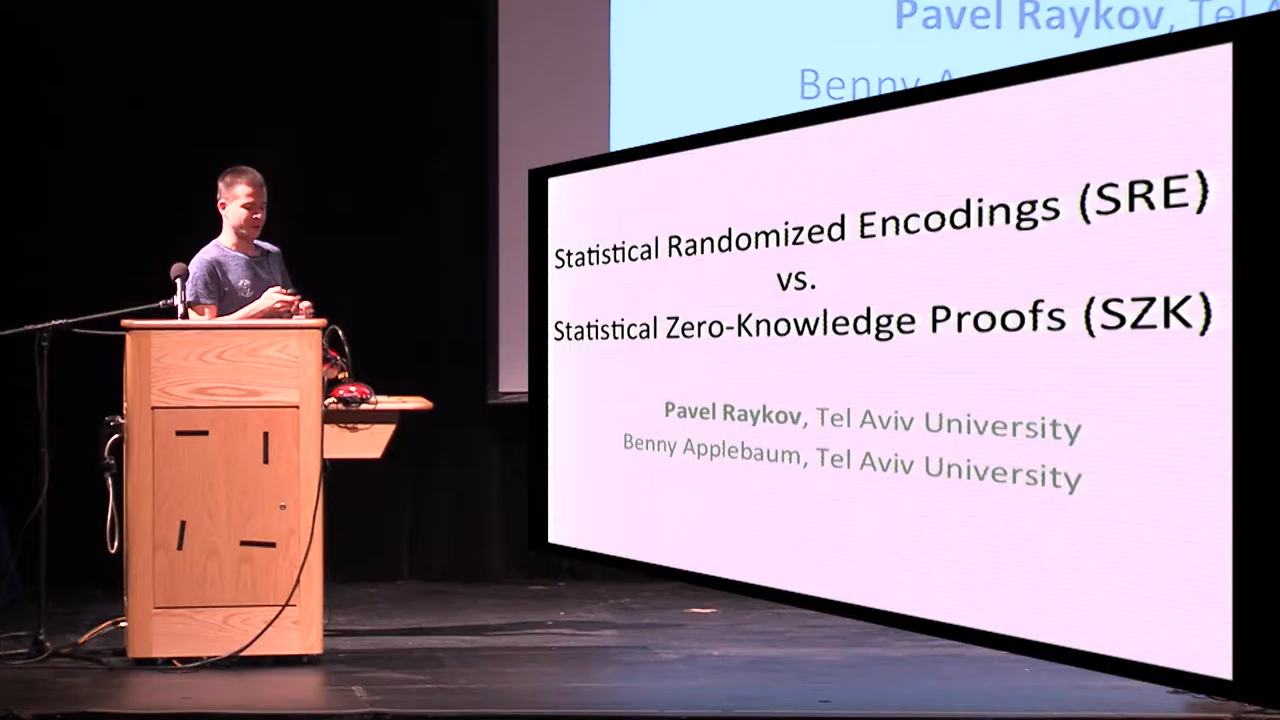 Pavel Raykov, Tel A
Benny A
Statistical Randomized Encodings (SRE)
vs.
Statistical Zero-Knowledge Proofs (SZK)
Pavel Raykov, Tel Aviv University
Benny Applebaum, Tel Aviv University